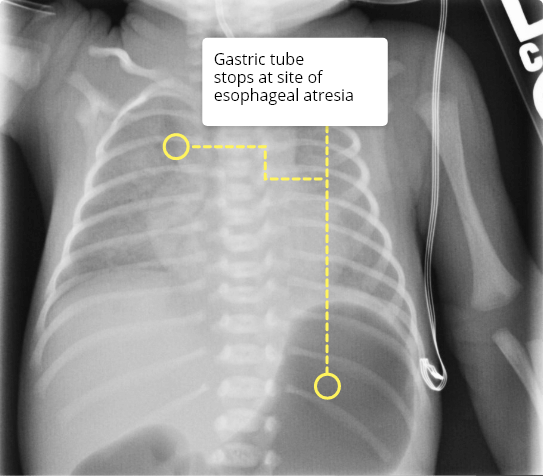 Gastric tube
stops at site of
esophageal atresia
L
C